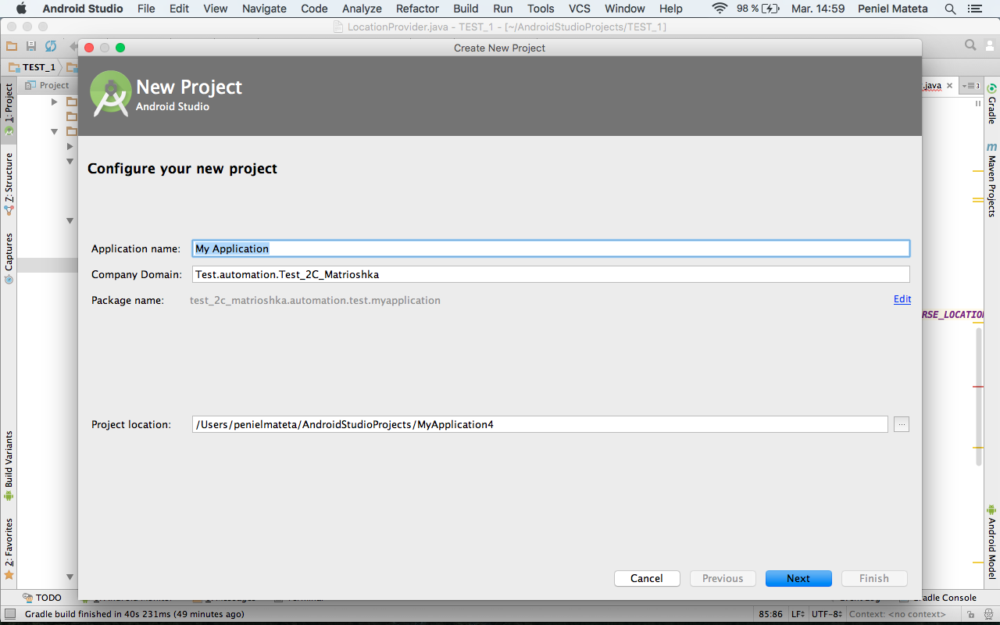 Android Studio File Edit View Navigate Code Analyze Refactor Build Run Tools VCS Window Help 98 % Mar. 14:59 Peniel Mateta
LocationProvider.java - TEST_1 - [~/AndroidStudioProjects/TEST_1]
Create New Project
TEST_1
Project
.java
3
New Project
Android Studio
1: Project
Z: Structure
Captures
Build Variants
2: Favorites
Gradle
m
Maven Projects
Android Model
Configure your new project
Application name: My Application
Company Domain: Test.automation.Test_2C_Matrioshka
Package name: test_2c_matrioshka.automation.test.myapplication Edit
RSE_LOCATION
Project location: /Users/penielmateta/AndroidStudioProjects/MyApplication4 ...
Cancel Previous Next Finish
TODO
Gradle Console
Gradle build finished in 40s 231ms (49 minutes ago) 85:86 LF UTF-8 Context: <no context>